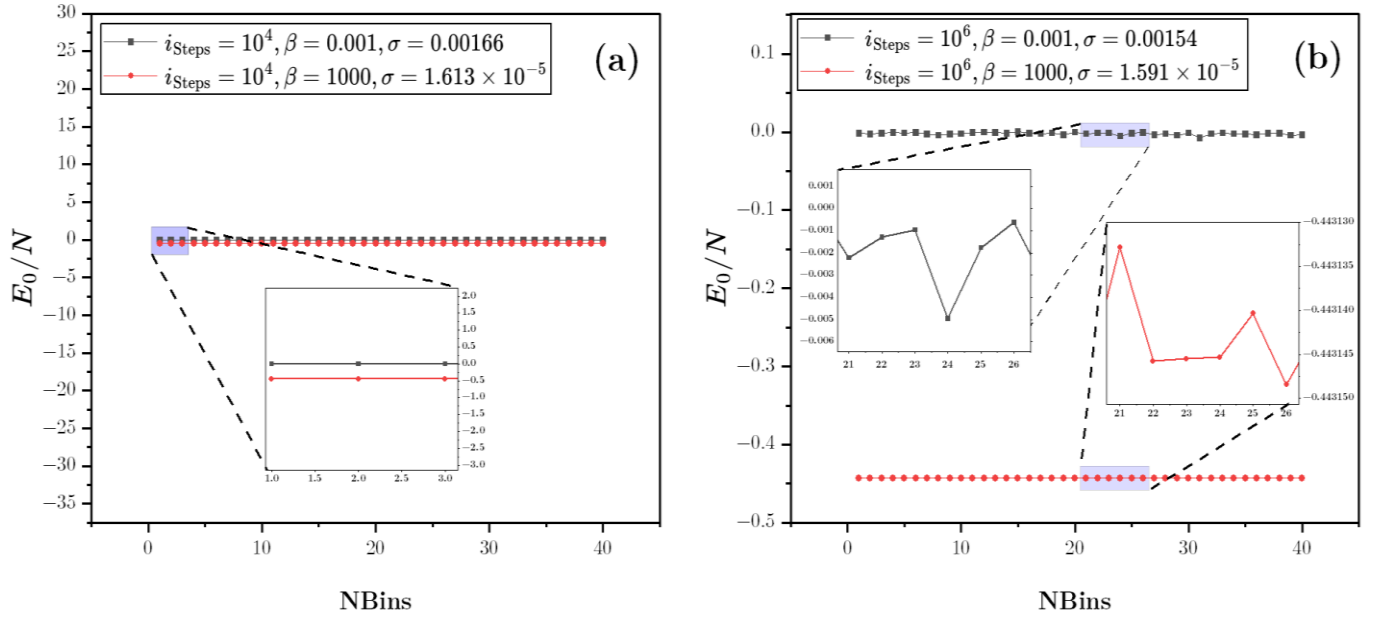 i_Steps = 10^4, β = 0.001, σ = 0.00166
i_Steps = 10^4, β = 1000, σ = 1.613 × 10^−5
(a)
30
25
20
15
10
5
0
−5
−10
−15
−20
−25
−30
−35
E_0/N
2.0
1.5
1.0
0.5
0.0
−0.5
−1.0
−1.5
−2.0
−2.5
−3.0
1.0 1.5 2.0 2.5 3.0
0 10 20 30 40
NBins
i_Steps = 10^6, β = 0.001, σ = 0.00154
i_Steps = 10^6, β = 1000, σ = 1.591 × 10^−5
(b)
0.1
0.0
−0.1
−0.2
−0.3
−0.4
−0.5
E_0/N
0.001
0.000
−0.001
−0.002
−0.003
−0.005
−0.006
21 22 23 24 25 26
−0.443130
−0.443135
−0.443140
−0.443145
−0.443150
21 22 23 24 25 26
0 10 20 30 40
NBins